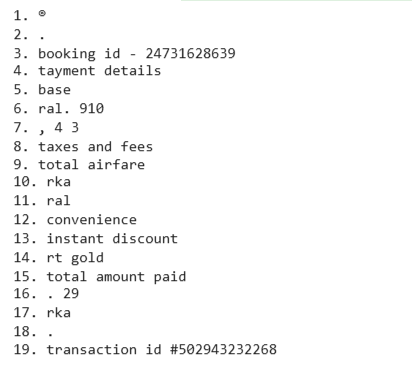 1. ®
2. .
3. booking id - 24731628639
4. tayment details
5. base
6. ral. 910
7. , 4 3
8. taxes and fees
9. total airfare
10. rka
11. ral
12. convenience
13. instant discount
14. rt gold
15. total amount paid
16. . 29
17. rka
18. .
19. transaction id #502943232268